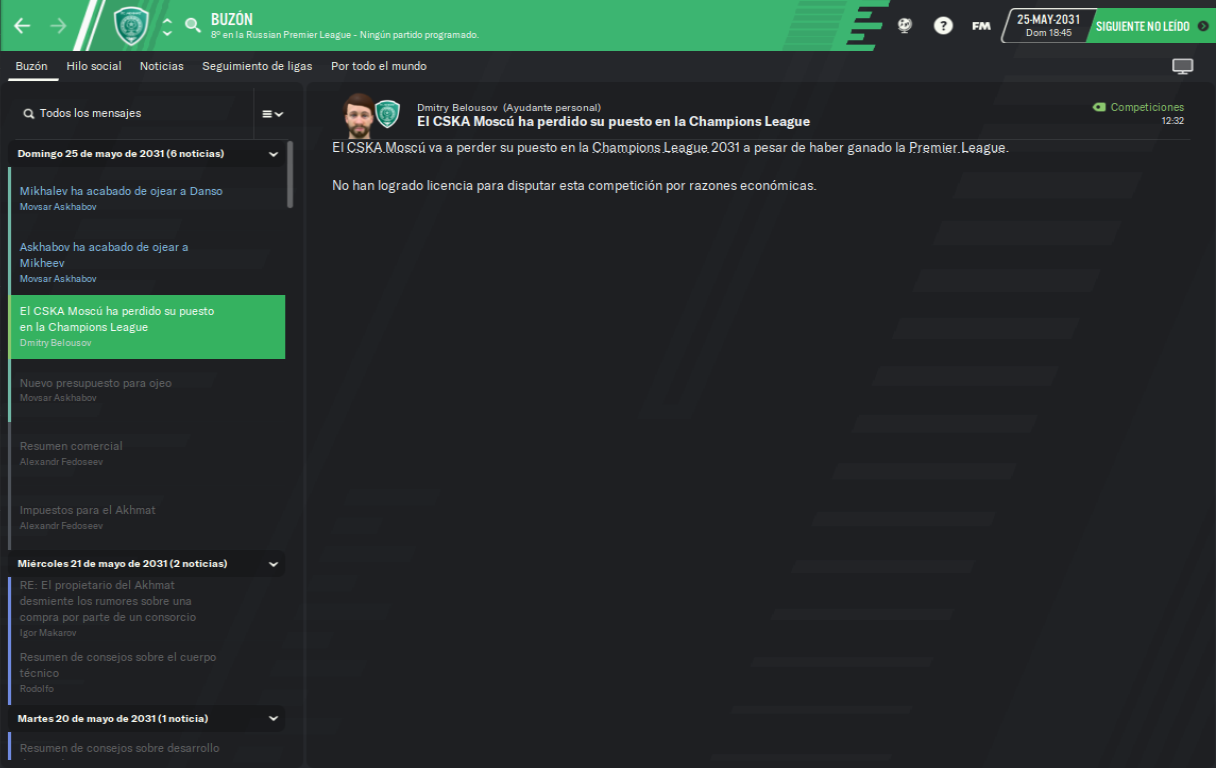 BUZÓN
8º en la Russian Premier League - Ningún partido programado.
?
FM
25-MAY-2031
Dom 18:45
SIGUIENTE NO LEÍDO
Buzón
Hilo social
Noticias
Seguimiento de ligas
Por todo el mundo
Todos los mensajes
Domingo 25 de mayo de 2031 (6 noticias)
Mikhalev ha acabado de ojear a Danso
Movsar Askhabov
Askhabov ha acabado de ojear a
Mikheev
Movsar Askhabov
El CSKA Moscú ha perdido su puesto
en la Champions League
Dmitry Belousov
Nuevo presupuesto para ojeo
Movsar Askhabov
Resumen comercial
Alexandr Fedoseev
Impuestos para el Akhmat
Alexandr Fedoseev
Miércoles 21 de mayo de 2031 (2 noticias)
RE: El propietario del Akhmat
desmiente los rumores sobre una
compra por parte de un consorcio
Igor Makarov
Resumen de consejos sobre el cuerpo
técnico
Rodolfo
Martes 20 de mayo de 2031 (1 noticia)
Resumen de consejos sobre desarrollo
Dmitry Belousov (Ayudante personal)
El CSKA Moscú ha perdido su puesto en la Champions League
Competiciones
12:32
El CSKA Moscú va a perder su puesto en la Champions League 2031 a pesar de haber ganado la Premier League.
No han logrado licencia para disputar esta competición por razones económicas.